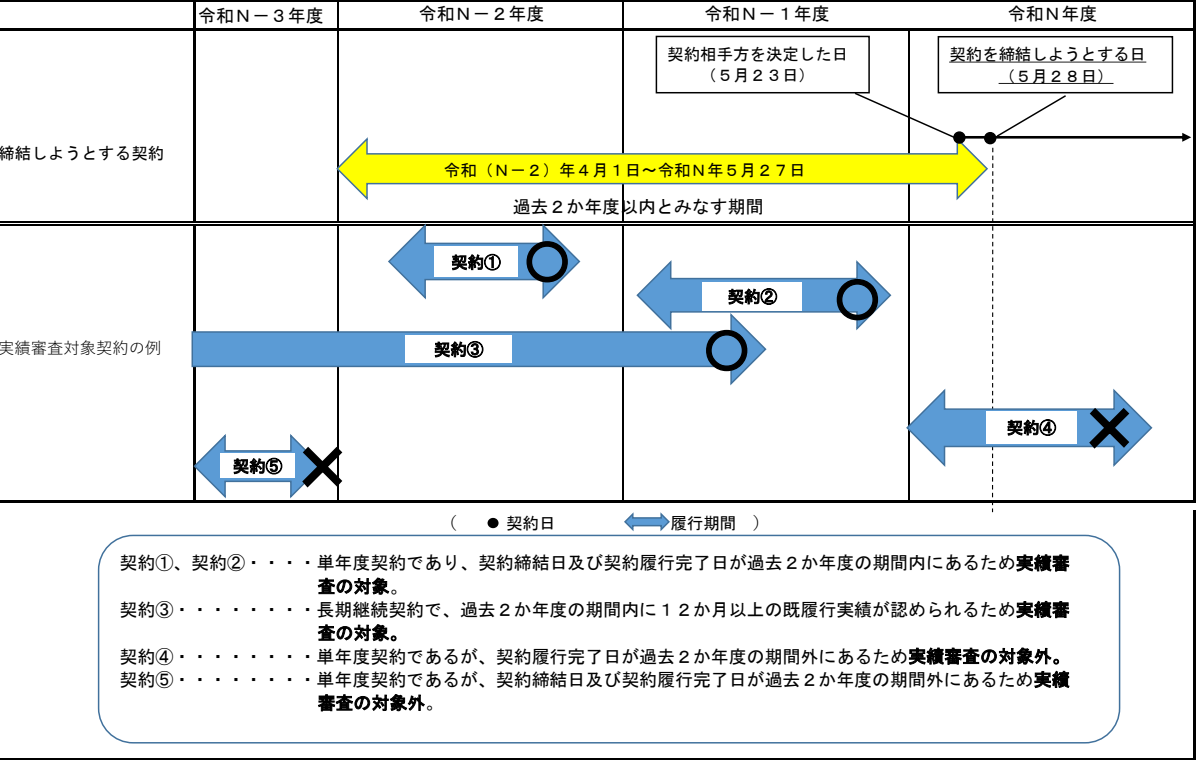 令和Ｎ－３年度
令和Ｎ－２年度
令和Ｎ－１年度
令和Ｎ年度
契約相手方を決定した日
（５月２３日）
契約を締結しようとする日
（５月２８日）
締結しようとする契約
令和（Ｎ－２）年４月１日～令和Ｎ年５月２７日
過去２か年度以内とみなす期間
契約①
契約②
実績審査対象契約の例
契約③
契約④
契約⑤
（　●契約日　　履行期間　）
契約①、契約②・・・・単年度契約であり、契約締結日及び契約履行完了日が過去２か年度の期間内にあるため実績審
査の対象。
契約③・・・・・・・・長期継続契約で、過去２か年度の期間内に１２か月以上の既履行実績が認められるため実績審
査の対象。
契約④・・・・・・・・単年度契約であるが、契約履行完了日が過去２か年度の期間外にあるため実績審査の対象外。
契約⑤・・・・・・・・単年度契約であるが、契約締結日及び契約履行完了日が過去２か年度の期間外にあるため実績
審査の対象外。